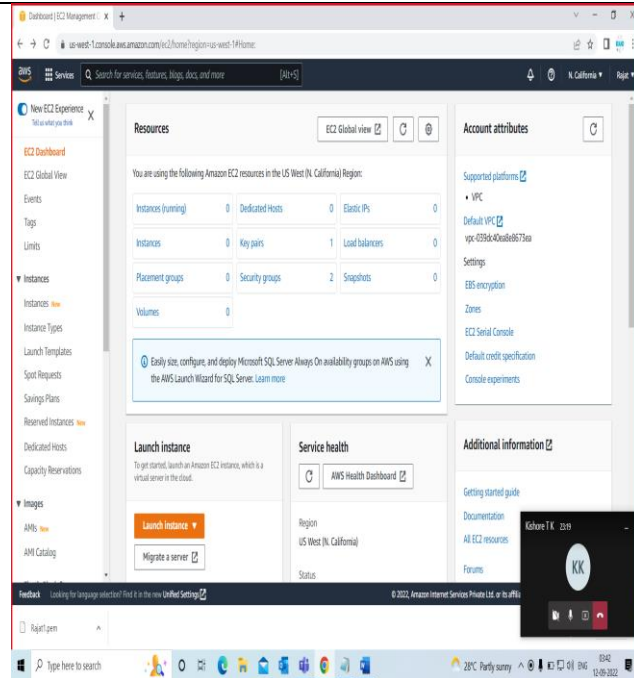 Dashboard | EC2 Management C
us-west-1.console.aws.amazon.com/ec2/home?region=us-west-1#Home:
aws Services Search for services, features, blogs, docs, and more [Alt+S] N. California Rajat
New EC2 Experience X
Tell us what you think
EC2 Dashboard
EC2 Global View
Events
Tags
Limits
Instances
Instances New
Instance Types
Launch Templates
Spot Requests
Savings Plans
Reserved Instances New
Dedicated Hosts
Capacity Reservations
Images
AMIs New
AMI Catalog
Resources EC2 Global view
You are using the following Amazon EC2 resources in the US West (N. California) Region:
Instances (running) 0 Dedicated Hosts 0 Elastic IPs 0
Instances 0 Key pairs 1 Load balancers 0
Placement groups 0 Security groups 2 Snapshots 0
Volumes 0
Easily size, configure, and deploy Microsoft SQL Server Always On availability groups on AWS using
the AWS Launch Wizard for SQL Server. Learn more
Launch instance
To get started, launch an Amazon EC2 instance, which is a
virtual server in the cloud.
Launch instance
Migrate a server
Service health
AWS Health Dashboard
Region
US West (N. California)
Status
Account attributes
Supported platforms
• VPC
Default VPC
Settings
EBS encryption
Zones
EC2 Serial Console
Default credit specification
Console experiments
Additional information
Getting started guide
Documentation
All EC2 resources
Forums
Kishore T K 23:19
KK
Feedback Looking for language selection? Find it in the new Unified Settings © 2022, Amazon Internet Services Private Ltd. or its affilia
Rajat1.pem
Type here to search 28°C Partly sunny ENG 03:42
12-09-2022